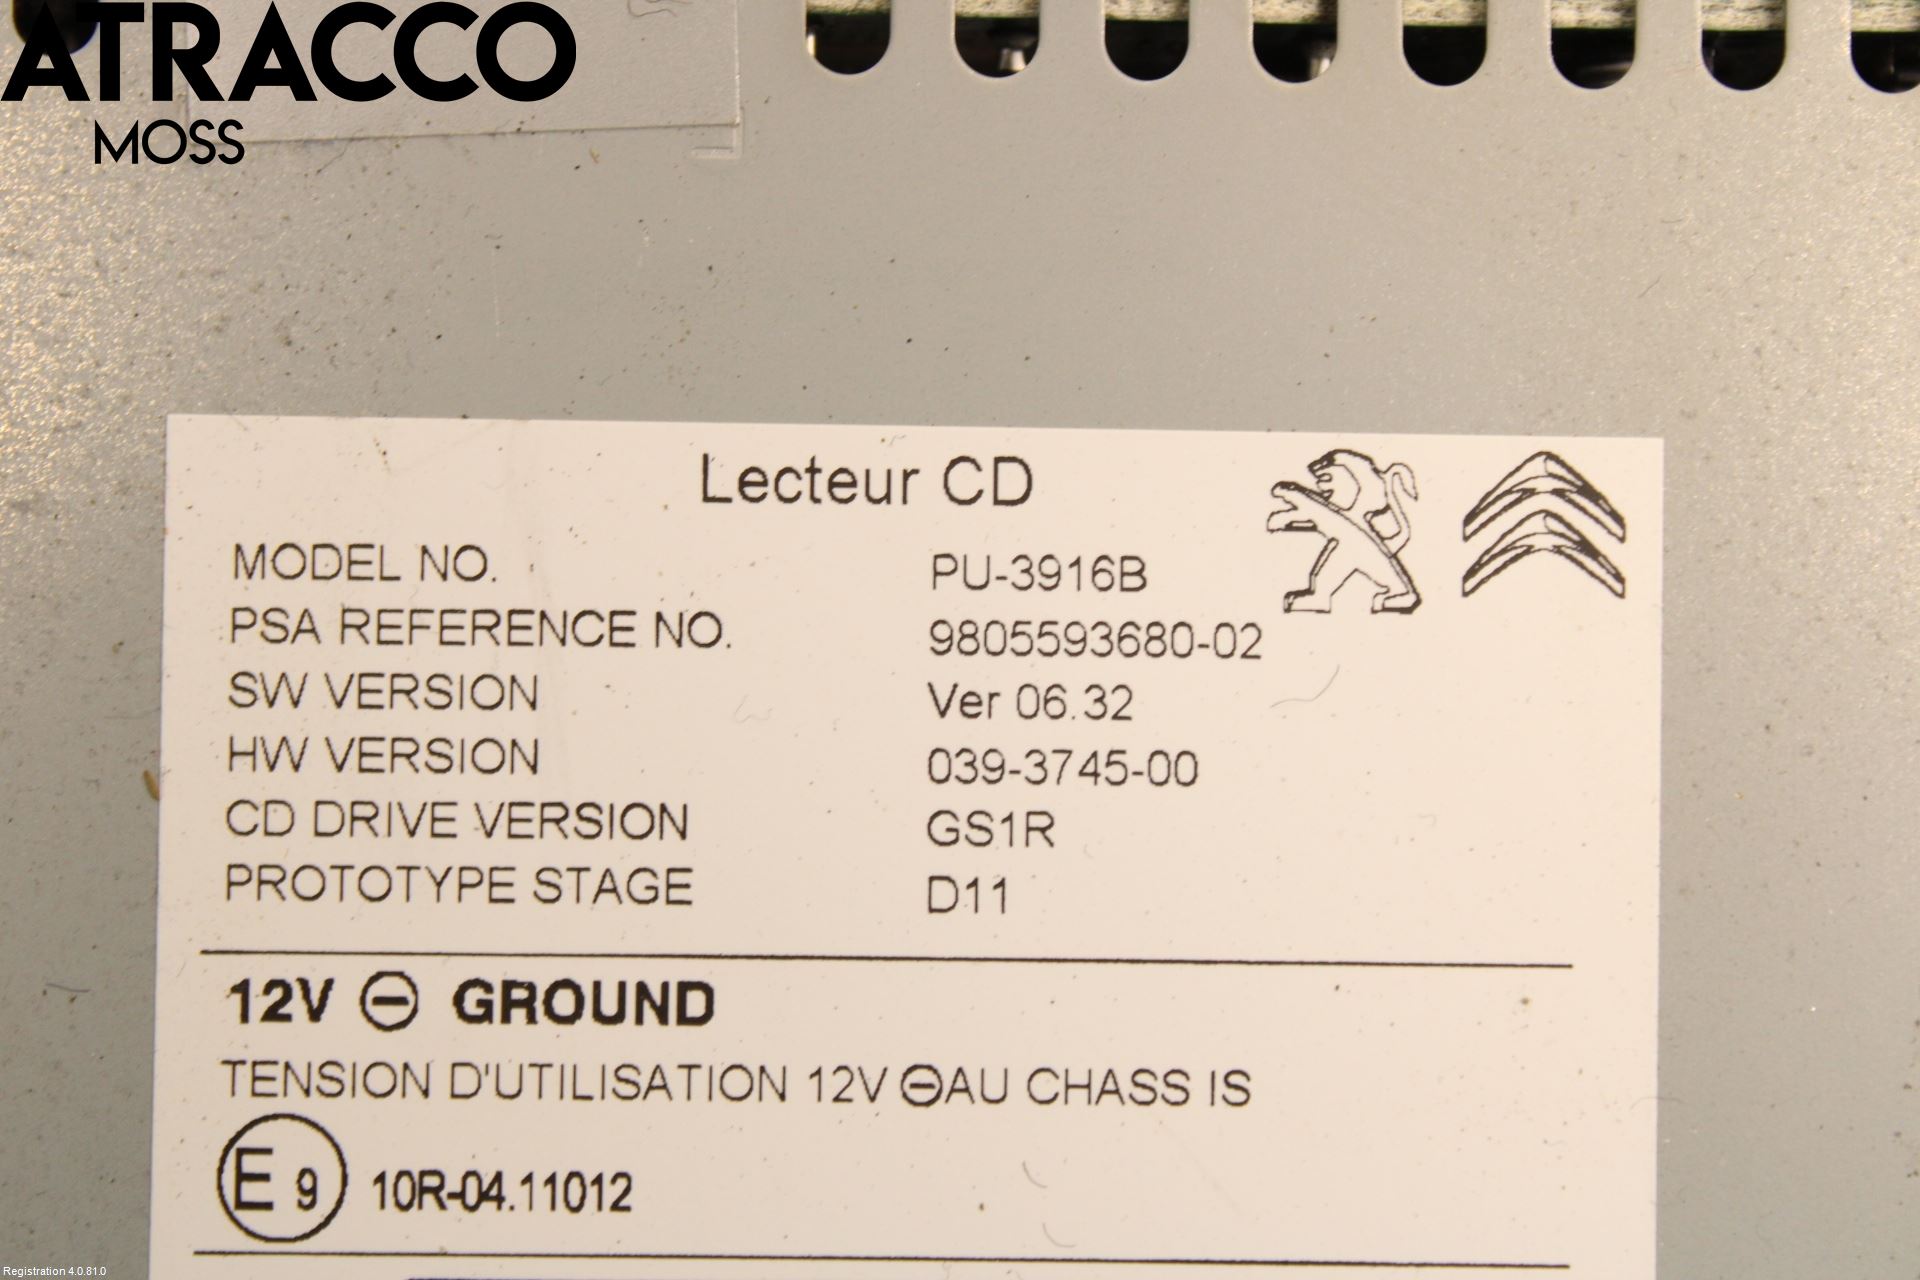 ATRACCO
MOSS
Lecteur CD
MODEL NO. PU-3916B
PSA REFERENCE NO. 9805593680-02
SW VERSION Ver 06.32
HW VERSION 039-3745-00
CD DRIVE VERSION GS1R
PROTOTYPE STAGE D11
12V ⊖ GROUND
TENSION D'UTILISATION 12V ⊖AU CHASS IS
E 9 10R-04.11012
Registration 4.0.81.0